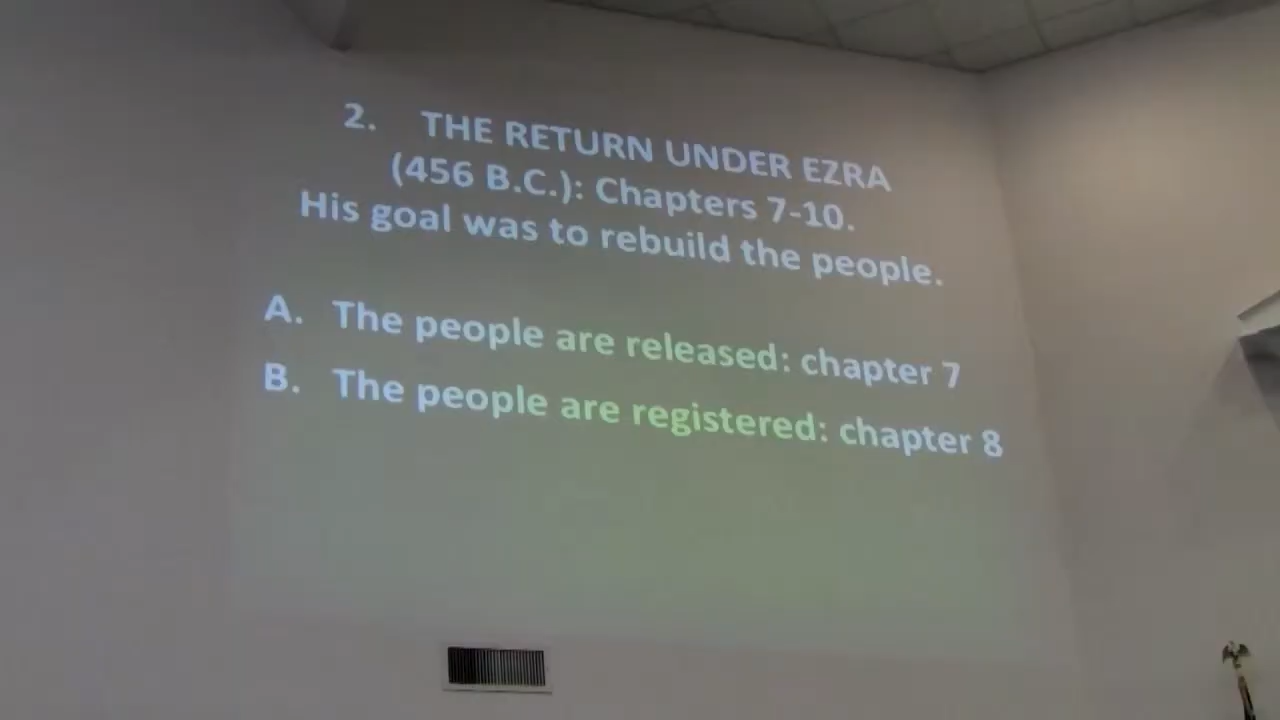 2. THE RETURN UNDER EZRA
(456 B.C.): Chapters 7-10.
His goal was to rebuild the people.
A. The people are released: chapter 7
B. The people are registered: chapter 8